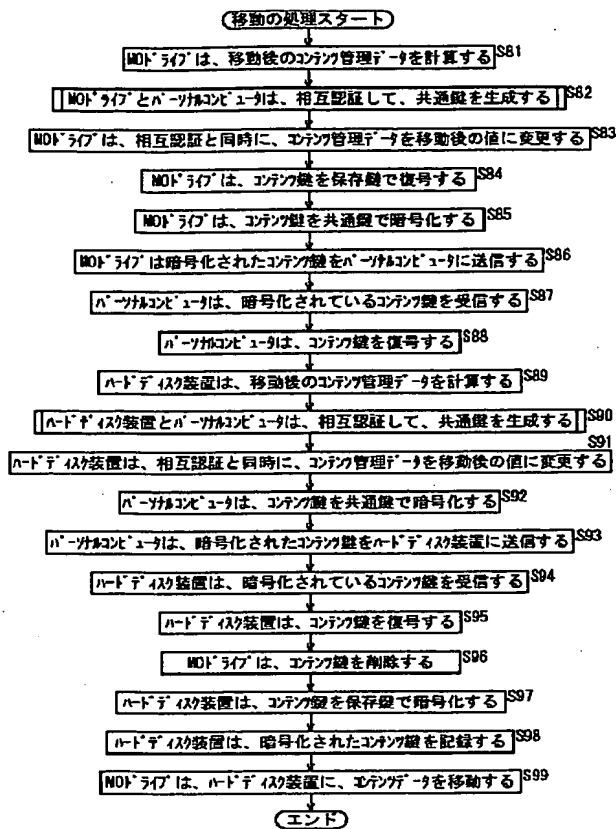 移動の処理スタート
MOﾄﾞﾗｲﾌﾞは、移動後のｺﾝﾃﾝﾂ管理データを計算する S81
MOﾄﾞﾗｲﾌﾞとﾊﾟｰｿﾅﾙｺﾝﾋﾟｭｰﾀは、相互認証して、共通鍵を生成する S82
MOﾄﾞﾗｲﾌﾞは、相互認証と同時に、ｺﾝﾃﾝﾂ管理データを移動後の値に変更する S83
MOﾄﾞﾗｲﾌﾞは、ｺﾝﾃﾝﾂ鍵を保存鍵で復号する S84
MOﾄﾞﾗｲﾌﾞは、ｺﾝﾃﾝﾂ鍵を共通鍵で暗号化する S85
MOﾄﾞﾗｲﾌﾞは暗号化されたｺﾝﾃﾝﾂ鍵をﾊﾟｰｿﾅﾙｺﾝﾋﾟｭｰﾀに送信する S86
ﾊﾟｰｿﾅﾙｺﾝﾋﾟｭｰﾀは、暗号化されているｺﾝﾃﾝﾂ鍵を受信する S87
ﾊﾟｰｿﾅﾙｺﾝﾋﾟｭｰﾀは、ｺﾝﾃﾝﾂ鍵を復号する S88
ﾊｰﾄﾞﾃﾞｨｽｸ装置は、移動後のｺﾝﾃﾝﾂ管理データを計算する S89
ﾊｰﾄﾞﾃﾞｨｽｸ装置とﾊﾟｰｿﾅﾙｺﾝﾋﾟｭｰﾀは、相互認証して、共通鍵を生成する S90
ﾊｰﾄﾞﾃﾞｨｽｸ装置は、相互認証と同時に、ｺﾝﾃﾝﾂ管理データを移動後の値に変更する S91
ﾊﾟｰｿﾅﾙｺﾝﾋﾟｭｰﾀは、ｺﾝﾃﾝﾂ鍵を共通鍵で暗号化する S92
ﾊﾟｰｿﾅﾙｺﾝﾋﾟｭｰﾀは、暗号化されたｺﾝﾃﾝﾂ鍵をﾊｰﾄﾞﾃﾞｨｽｸ装置に送信する S93
ﾊｰﾄﾞﾃﾞｨｽｸ装置は、暗号化されているｺﾝﾃﾝﾂ鍵を受信する S94
ﾊｰﾄﾞﾃﾞｨｽｸ装置は、ｺﾝﾃﾝﾂ鍵を復号する S95
MOﾄﾞﾗｲﾌﾞは、ｺﾝﾃﾝﾂ鍵を削除する S96
ﾊｰﾄﾞﾃﾞｨｽｸ装置は、ｺﾝﾃﾝﾂ鍵を保存鍵で暗号化する S97
ﾊｰﾄﾞﾃﾞｨｽｸ装置は、暗号化されたｺﾝﾃﾝﾂ鍵を記録する S98
MOﾄﾞﾗｲﾌﾞは、ﾊｰﾄﾞﾃﾞｨｽｸ装置に、ｺﾝﾃﾝﾂデータを移動する S99
エンド